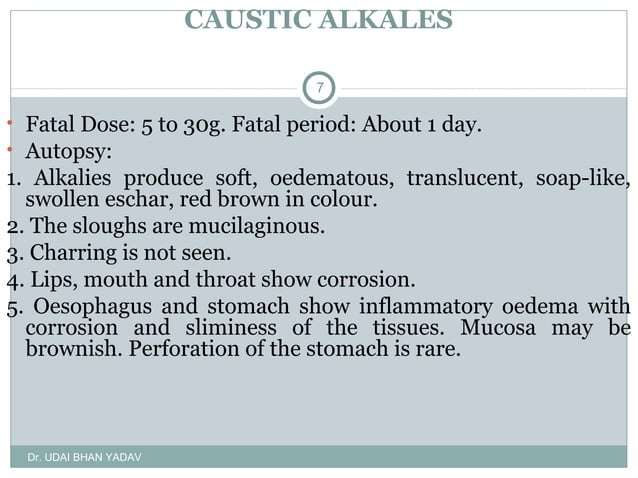 CAUSTIC ALKALES
7
• Fatal Dose: 5 to 30g. Fatal period: About 1 day.
• Autopsy:
1. Alkalies produce soft, oedematous, translucent, soap-like,
swollen eschar, red brown in colour.
2. The sloughs are mucilaginous.
3. Charring is not seen.
4. Lips, mouth and throat show corrosion.
5. Oesophagus and stomach show inflammatory oedema with
corrosion and sliminess of the tissues. Mucosa may be
brownish. Perforation of the stomach is rare.
Dr. UDAI BHAN YADAV